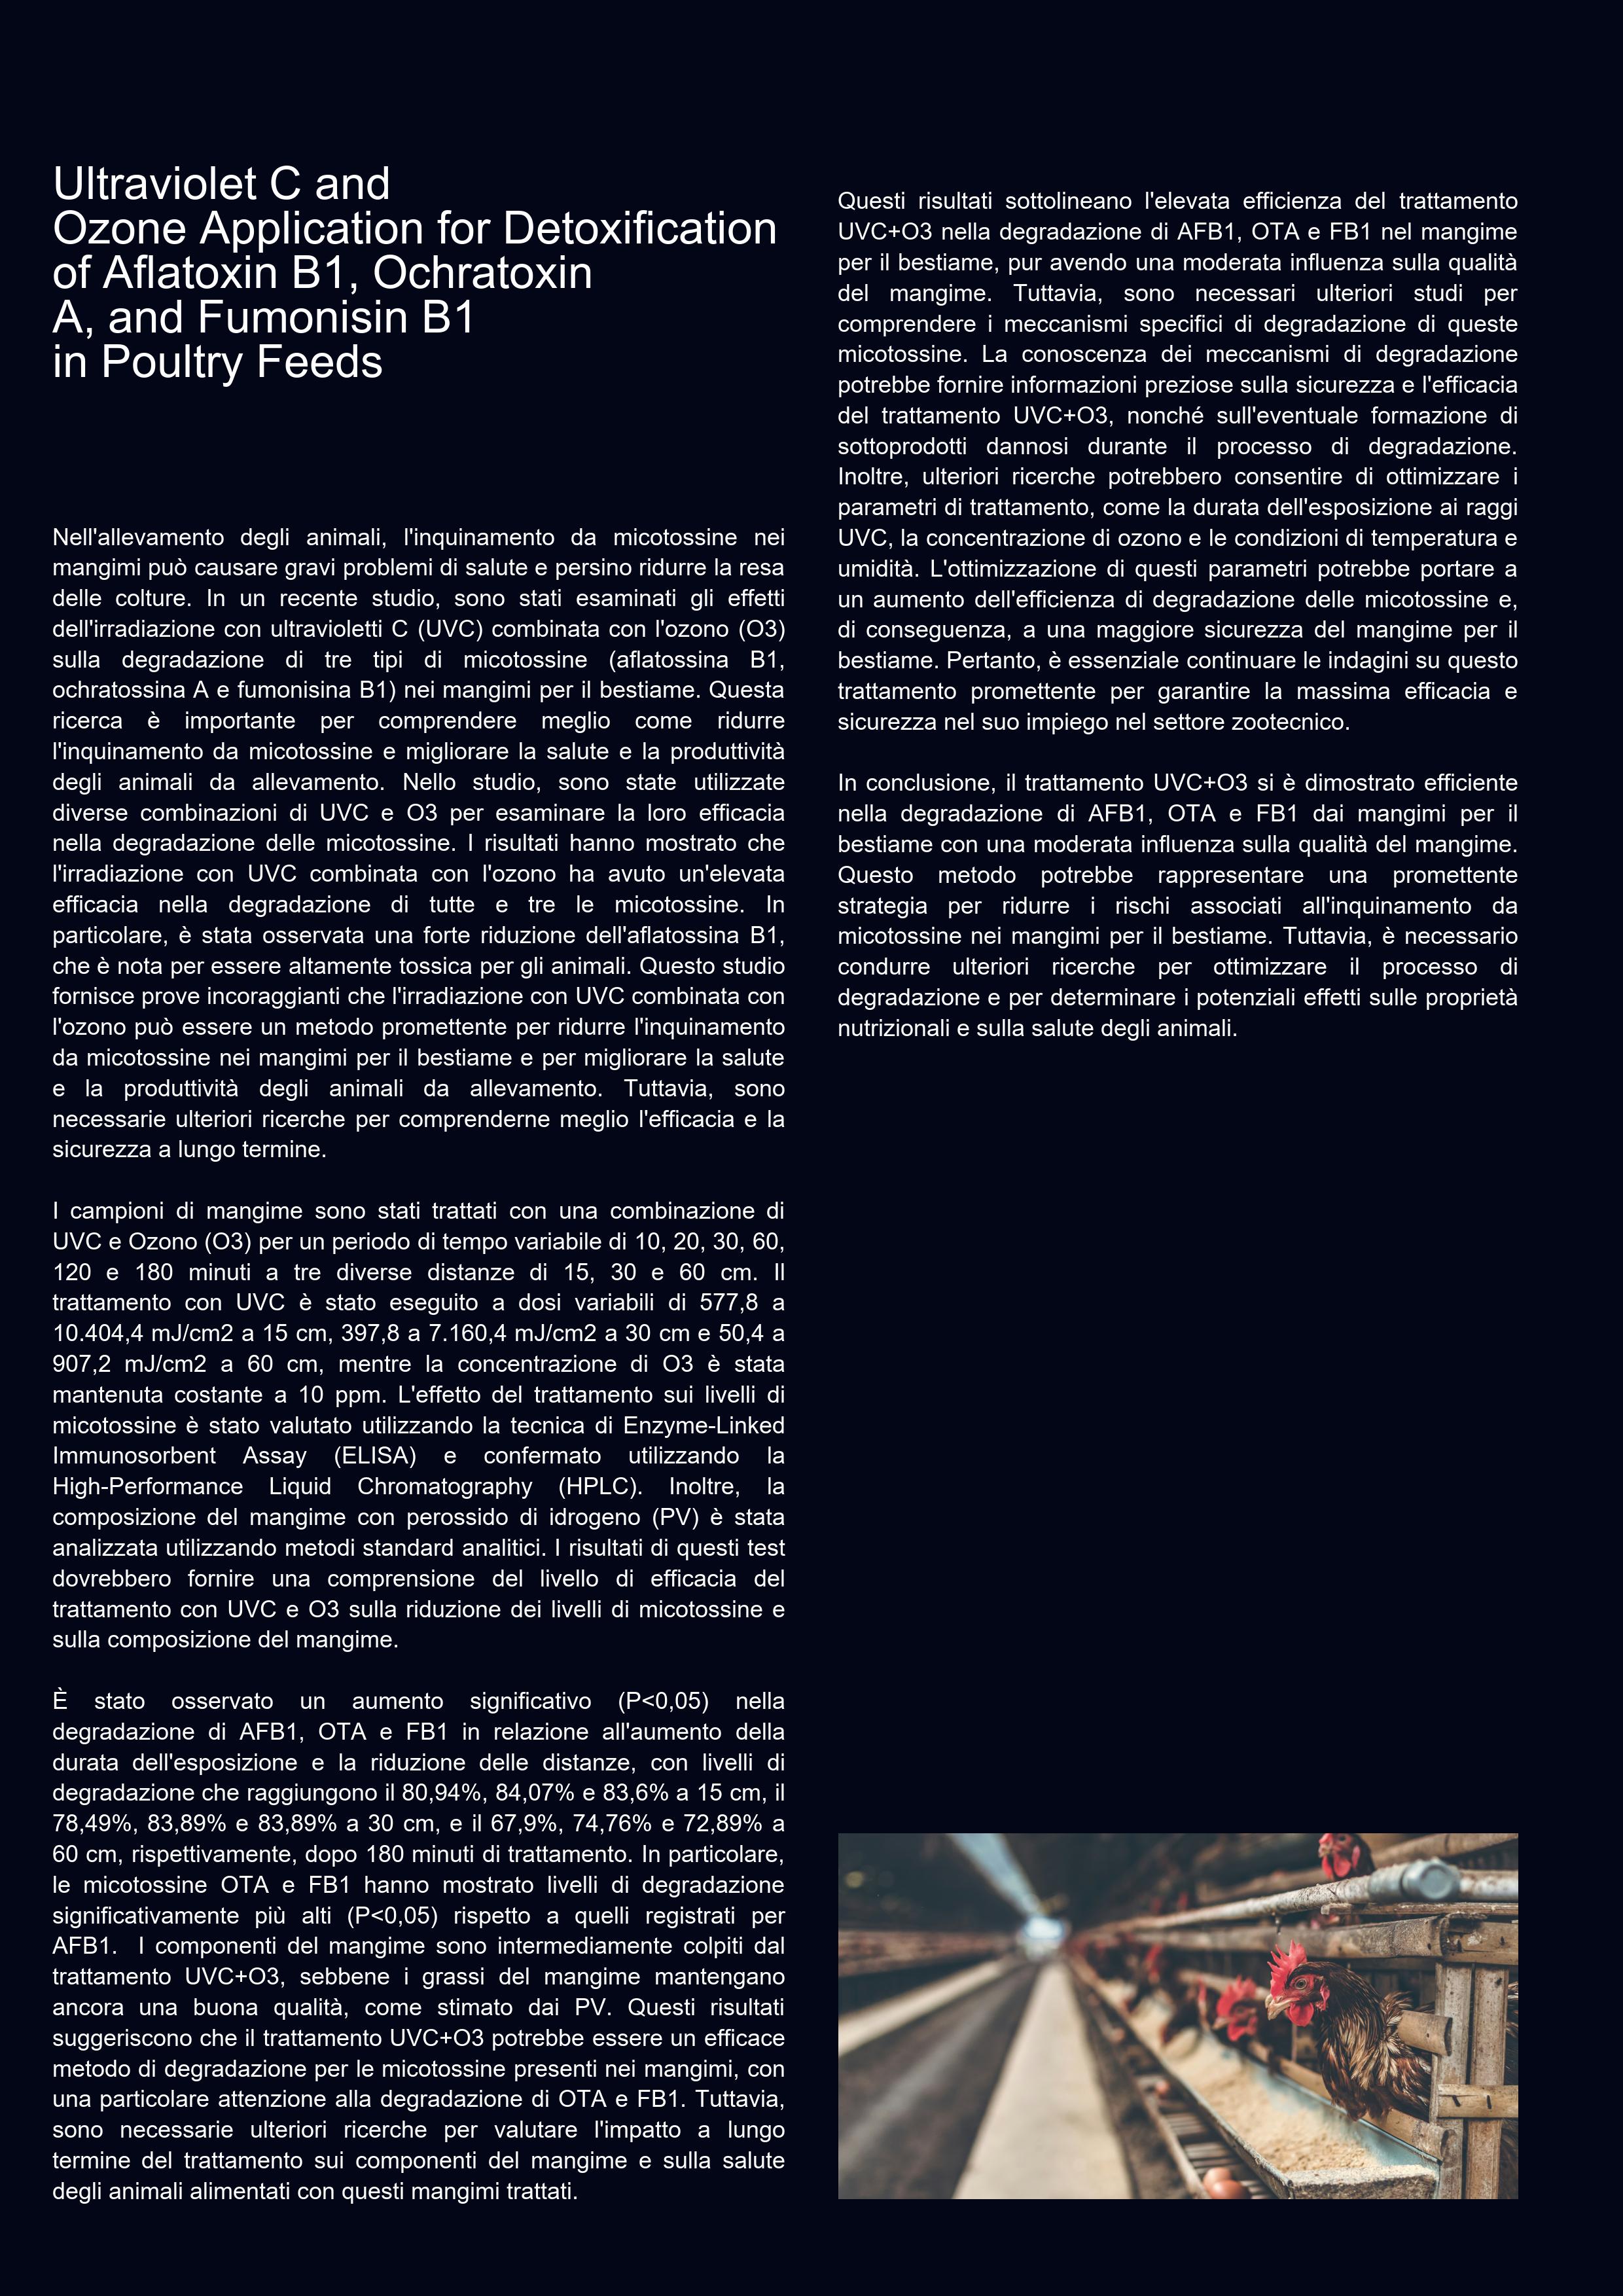 Ultraviolet C and
Ozone Application for Detoxification
of Aflatoxin B1, Ochratoxin
A, and Fumonisin B1
in Poultry Feeds
Nell'allevamento degli animali, l'inquinamento da micotossine nei
mangimi può causare gravi problemi di salute e persino ridurre la resa
delle colture. In un recente studio, sono stati esaminati gli effetti
dell'irradiazione con ultravioletti C (UVC) combinata con l'ozono (O3)
sulla degradazione di tre tipi di micotossine (aflatossina B1,
ochratossina A e fumonisina B1) nei mangimi per il bestiame. Questa
ricerca è importante per comprendere meglio come ridurre
l'inquinamento da micotossine e migliorare la salute e la produttività
degli animali da allevamento. Nello studio, sono state utilizzate
diverse combinazioni di UVC e O3 per esaminare la loro efficacia
nella degradazione delle micotossine. I risultati hanno mostrato che
l'irradiazione con UVC combinata con l'ozono ha avuto un'elevata
efficacia nella degradazione di tutte e tre le micotossine. In
particolare, è stata osservata una forte riduzione dell'aflatossina B1,
che è nota per essere altamente tossica per gli animali. Questo studio
fornisce prove incoraggianti che l'irradiazione con UVC combinata con
l'ozono può essere un metodo promettente per ridurre l'inquinamento
da micotossine nei mangimi per il bestiame e per migliorare la salute
e la produttività degli animali da allevamento. Tuttavia, sono
necessarie ulteriori ricerche per comprenderne meglio l'efficacia e la
sicurezza a lungo termine.
I campioni di mangime sono stati trattati con una combinazione di
UVC e Ozono (O3) per un periodo di tempo variabile di 10, 20, 30, 60,
120 e 180 minuti a tre diverse distanze di 15, 30 e 60 cm. Il
trattamento con UVC è stato eseguito a dosi variabili di 577,8 a
10.404,4 mJ/cm2 a 15 cm, 397,8 a 7.160,4 mJ/cm2 a 30 cm e 50,4 a
907,2 mJ/cm2 a 60 cm, mentre la concentrazione di O3 è stata
mantenuta costante a 10 ppm. L'effetto del trattamento sui livelli di
micotossine è stato valutato utilizzando la tecnica di Enzyme-Linked
Immunosorbent Assay (ELISA) e confermato utilizzando la
High-Performance Liquid Chromatography (HPLC). Inoltre, la
composizione del mangime con perossido di idrogeno (PV) è stata
analizzata utilizzando metodi standard analitici. I risultati di questi test
dovrebbero fornire una comprensione del livello di efficacia del
trattamento con UVC e O3 sulla riduzione dei livelli di micotossine e
sulla composizione del mangime.
È stato osservato un aumento significativo (P<0,05) nella
degradazione di AFB1, OTA e FB1 in relazione all'aumento della
durata dell'esposizione e la riduzione delle distanze, con livelli di
degradazione che raggiungono il 80,94%, 84,07% e 83,6% a 15 cm, il
78,49%, 83,89% e 83,89% a 30 cm, e il 67,9%, 74,76% e 72,89% a
60 cm, rispettivamente, dopo 180 minuti di trattamento. In particolare,
le micotossine OTA e FB1 hanno mostrato livelli di degradazione
significativamente più alti (P<0,05) rispetto a quelli registrati per
AFB1.  I componenti del mangime sono intermediamente colpiti dal
trattamento UVC+O3, sebbene i grassi del mangime mantengano
ancora una buona qualità, come stimato dai PV. Questi risultati
suggeriscono che il trattamento UVC+O3 potrebbe essere un efficace
metodo di degradazione per le micotossine presenti nei mangimi, con
una particolare attenzione alla degradazione di OTA e FB1. Tuttavia,
sono necessarie ulteriori ricerche per valutare l'impatto a lungo
termine del trattamento sui componenti del mangime e sulla salute
degli animali alimentati con questi mangimi trattati.
Questi risultati sottolineano l'elevata efficienza del trattamento
UVC+O3 nella degradazione di AFB1, OTA e FB1 nel mangime
per il bestiame, pur avendo una moderata influenza sulla qualità
del mangime. Tuttavia, sono necessari ulteriori studi per
comprendere i meccanismi specifici di degradazione di queste
micotossine. La conoscenza dei meccanismi di degradazione
potrebbe fornire informazioni preziose sulla sicurezza e l'efficacia
del trattamento UVC+O3, nonché sull'eventuale formazione di
sottoprodotti dannosi durante il processo di degradazione.
Inoltre, ulteriori ricerche potrebbero consentire di ottimizzare i
parametri di trattamento, come la durata dell'esposizione ai raggi
UVC, la concentrazione di ozono e le condizioni di temperatura e
umidità. L'ottimizzazione di questi parametri potrebbe portare a
un aumento dell'efficienza di degradazione delle micotossine e,
di conseguenza, a una maggiore sicurezza del mangime per il
bestiame. Pertanto, è essenziale continuare le indagini su questo
trattamento promettente per garantire la massima efficacia e
sicurezza nel suo impiego nel settore zootecnico.
In conclusione, il trattamento UVC+O3 si è dimostrato efficiente
nella degradazione di AFB1, OTA e FB1 dai mangimi per il
bestiame con una moderata influenza sulla qualità del mangime.
Questo metodo potrebbe rappresentare una promettente
strategia per ridurre i rischi associati all'inquinamento da
micotossine nei mangimi per il bestiame. Tuttavia, è necessario
condurre ulteriori ricerche per ottimizzare il processo di
degradazione e per determinare i potenziali effetti sulle proprietà
nutrizionali e sulla salute degli animali.